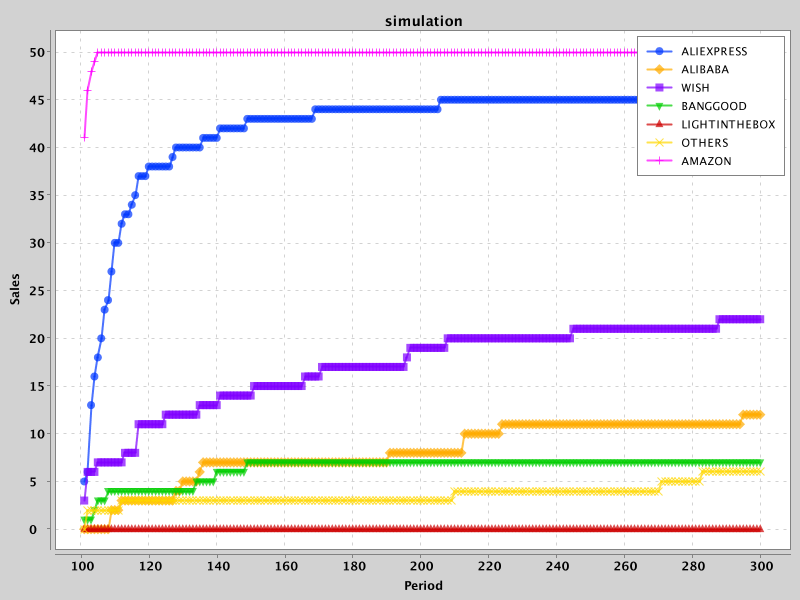 simulation
50
45
40
35
30
25
20
15
10
5
0
Sales
100 120 140 160 180 200 220 240 260 280 300
Period
ALIEXPRESS
ALIBABA
WISH
BANGGOOD
LIGHTINTHEBOX
OTHERS
AMAZON